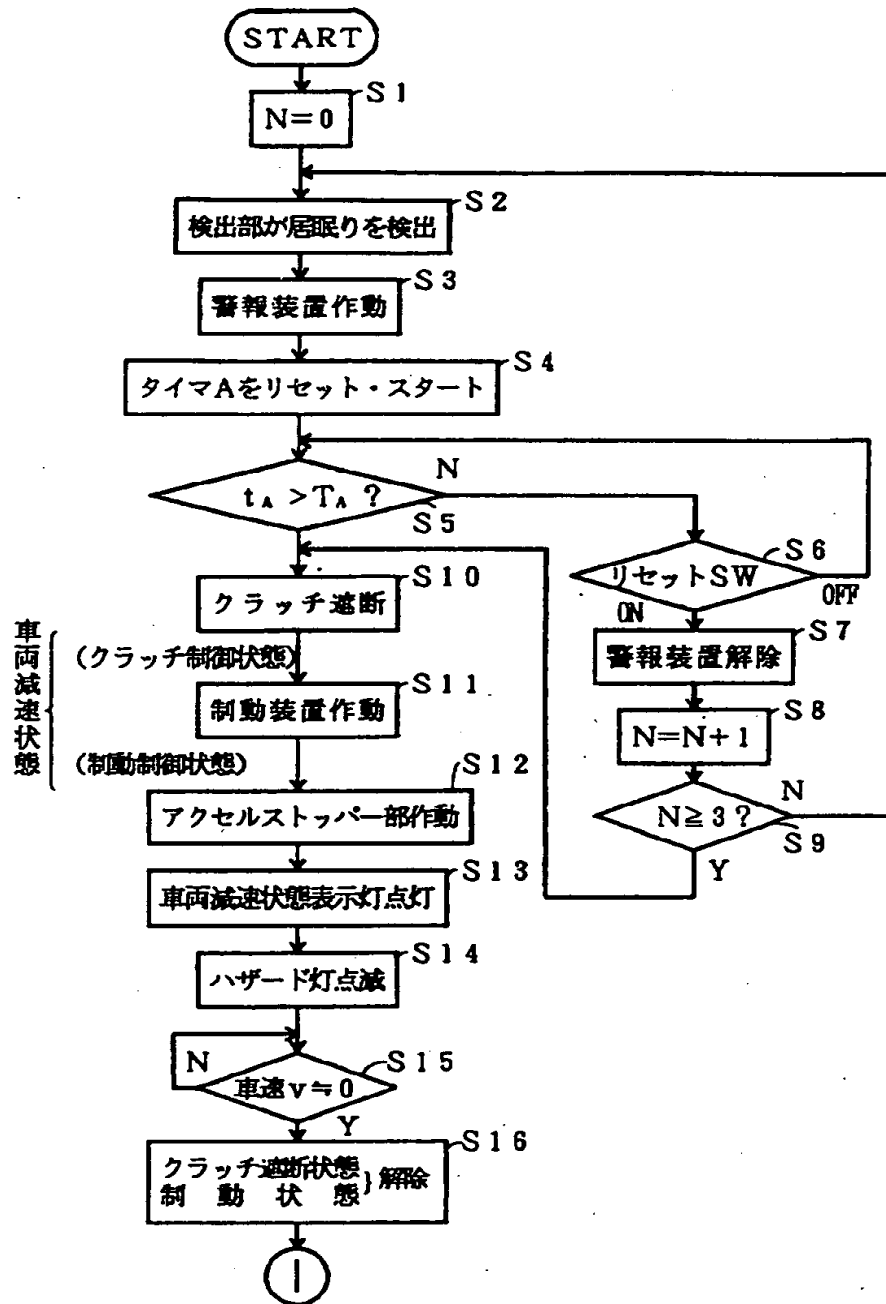 START
S1
N=0
S2
検出部が居眠りを検出
S3
警報装置作動
S4
タイマAをリセット・スタート
tA>TA?
N
S5
S6
リセットSW
OFF
ON
S7
警報装置解除
S8
N=N+1
N≧3?
N
S9
Y
S10
クラッチ遮断
車両減速状態
(クラッチ制御状態)
S11
制動装置作動
(制動制御状態)
S12
アクセルストッパー部作動
S13
車両減速状態表示灯点灯
S14
ハザード灯点滅
S15
N
車速v≒0
Y
S16
クラッチ遮断状態
制動状態
}解除
I